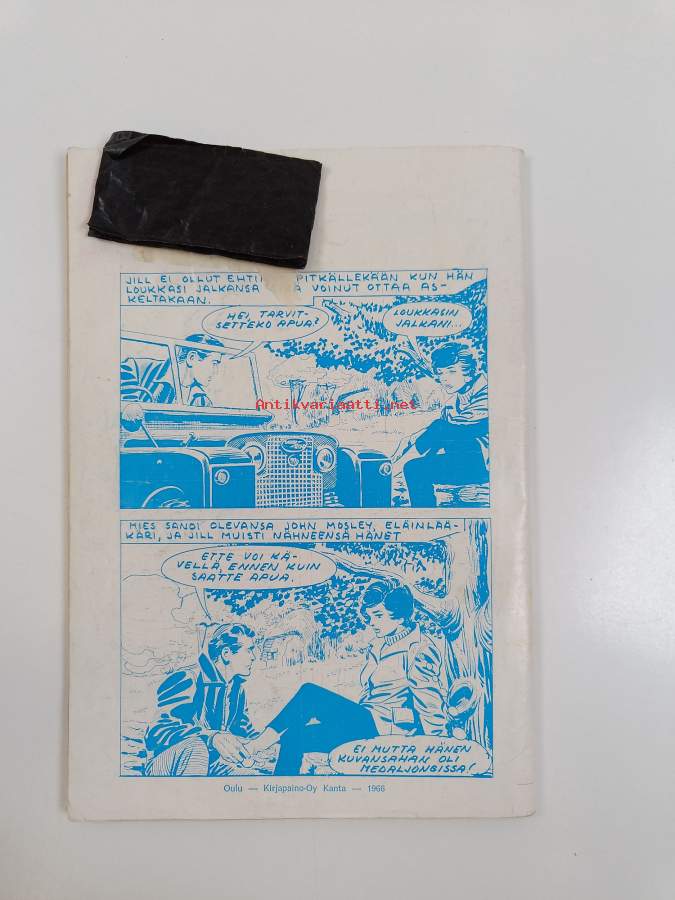 JILL EI OLLUT PITKÄLLEKÄÄN KUN HÄN
LOUKKASI JALKANSA VOINUT OTTAA AS-
KELTAKAAN.
HEI, TARVIT-
SETTEKO APUA?
LOUKKASIN
JALKANI...
Antikvariaatti.net
MIES SANOI OLEVANSA JOHN MOSLEY, ELÄINLÄÄ-
KÄRI, JA JILL MUISTI NÄHNEENSÄ HÄNET
ETTE VOI KÄ-
VELLÄ, ENNEN KUIN
SAATTE APUA.
EI MUTTA HÄNEN
KUVANSAHAN OLI
MEDALJONGISSA!
Oulu — Kirjapaino-Oy Kanta — 1966